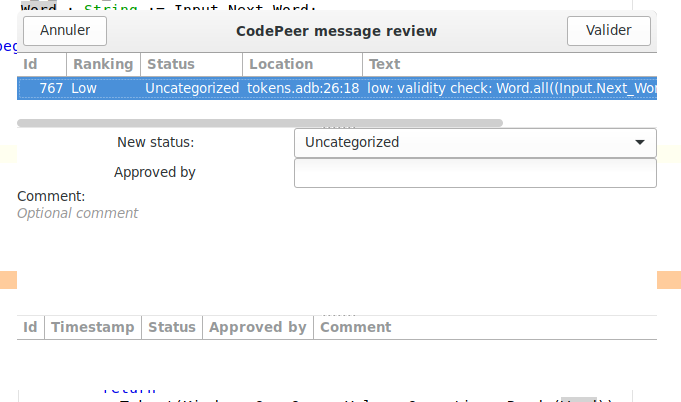 Word : String := Input.Next_Word;
Annuler CodePeer message review Valider
Id Ranking Status Location Text
767 Low Uncategorized tokens.adb:26:18 low: validity check: Word.all((Input.Next_Wor
New status: Uncategorized
Approved by
Comment:
Optional comment
Id Timestamp Status Approved by Comment
return